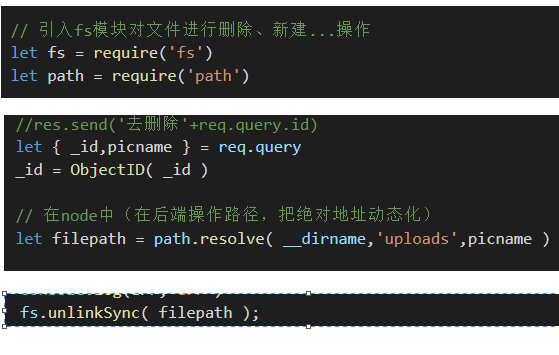 // 引入fs模块对文件进行删除、新建...操作
let fs = require('fs')
let path = require('path')
//res.send('去删除'+req.query.id)
let { _id,picname } = req.query
_id = ObjectID( _id )
// 在node中（在后端操作路径，把绝对地址动态化）
let filepath = path.resolve( __dirname,'uploads',picname )
fs.unlinkSync( filepath );